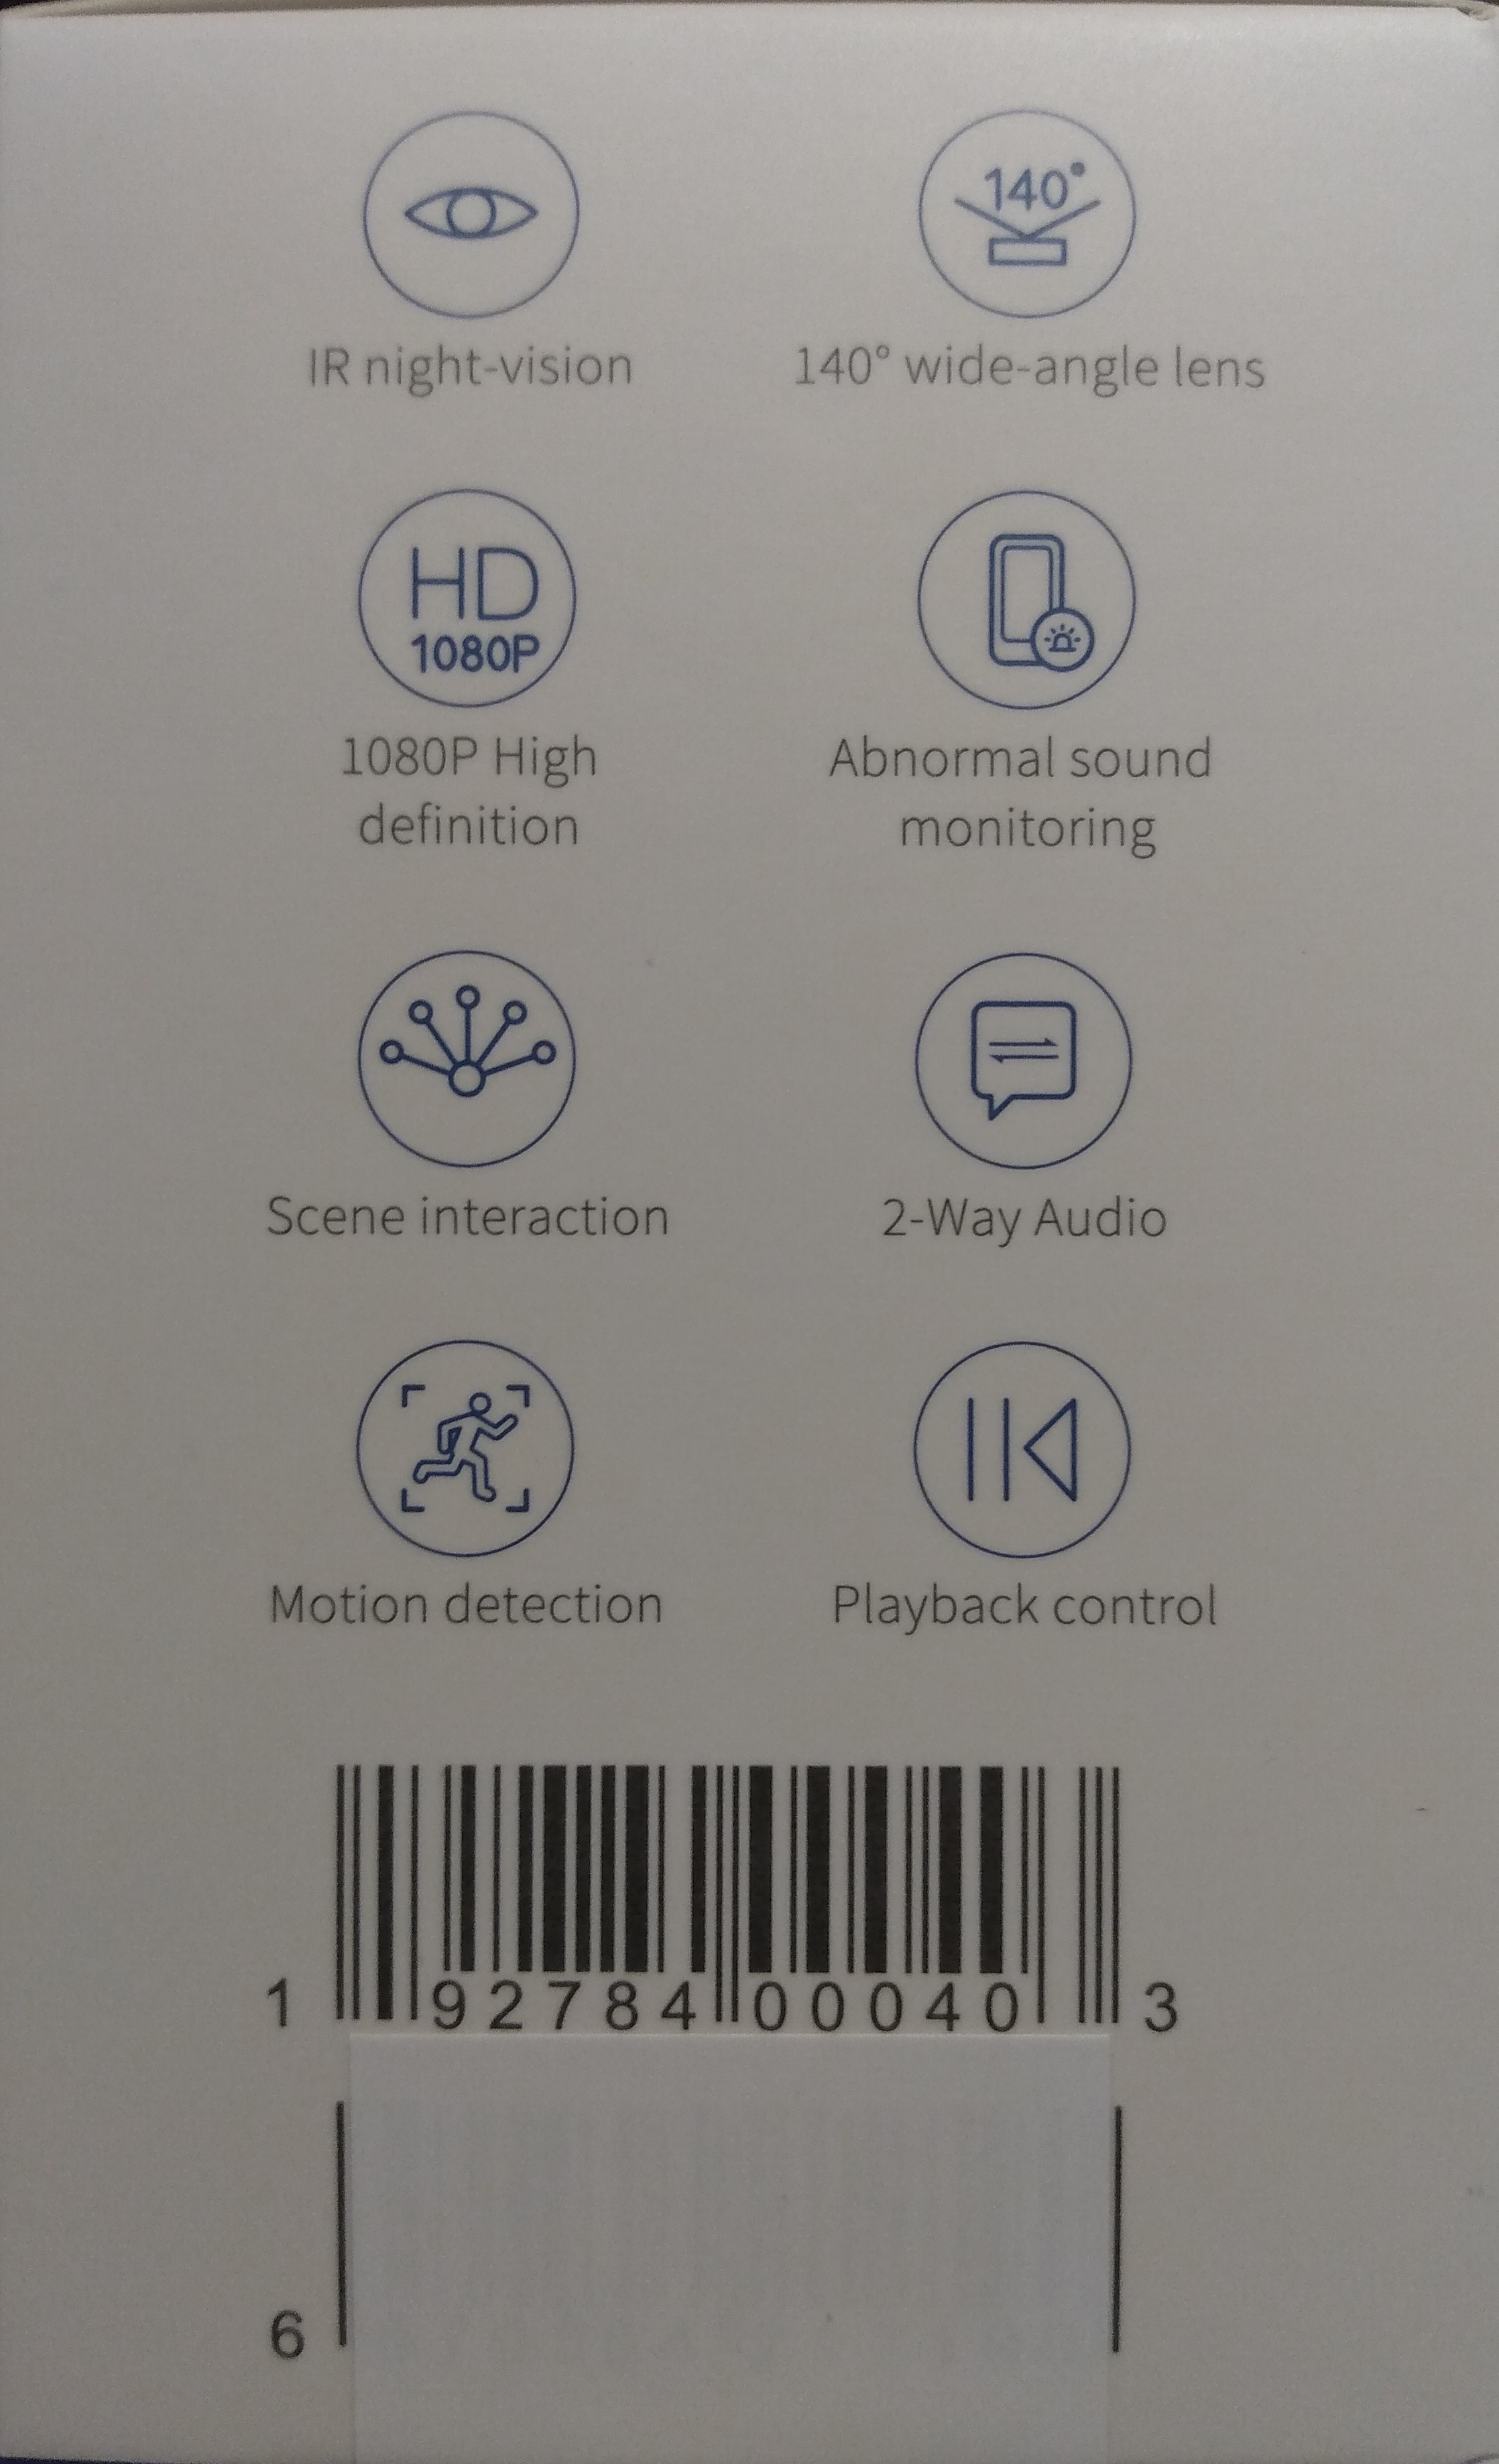 140°
IR night-vision
140° wide-angle lens
HD
1080P
1080P High
definition
Abnormal sound
monitoring
Scene interaction
2-Way Audio
Motion detection
Playback control
1 92784 00040 3
6